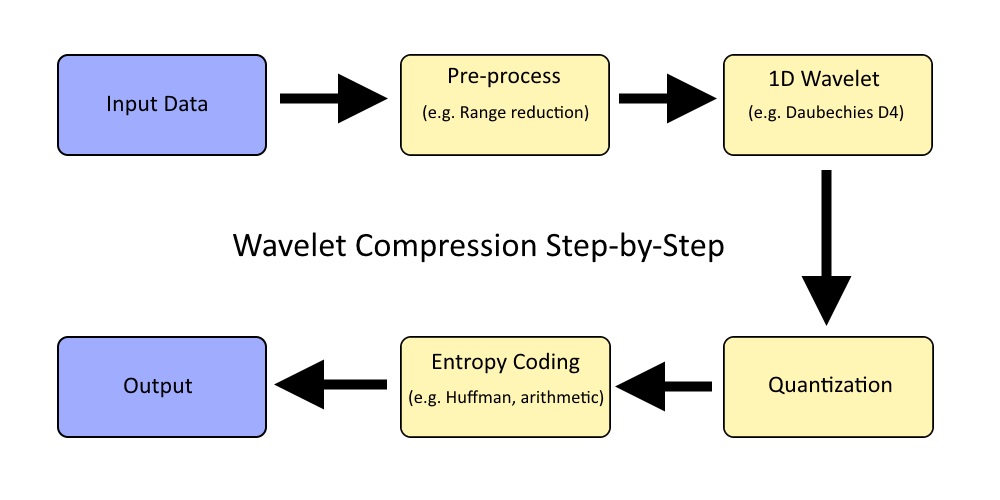 Input Data
Pre-process
(e.g. Range reduction)
1D Wavelet
(e.g. Daubechies D4)
Wavelet Compression Step-by-Step
Output
Entropy Coding
(e.g. Huffman, arithmetic)
Quantization